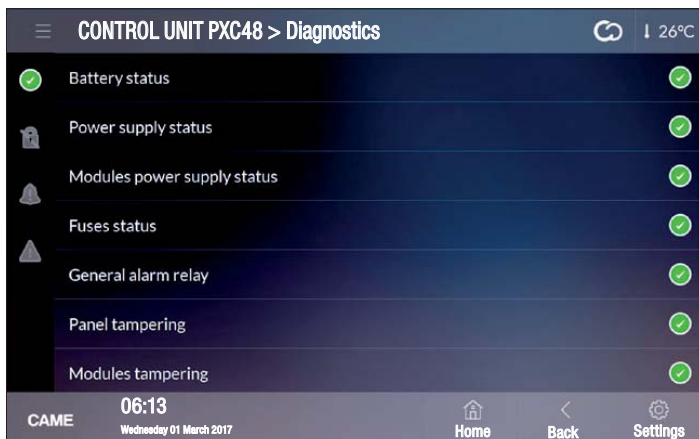 CONTROL UNIT PXC48 > Diagnostics
26°C
Battery status
Power supply status
Modules power supply status
Fuses status
General alarm relay
Panel tampering
Modules tampering
CAME
06:13
Wednesday 01 March 2017
Home
Back
Settings